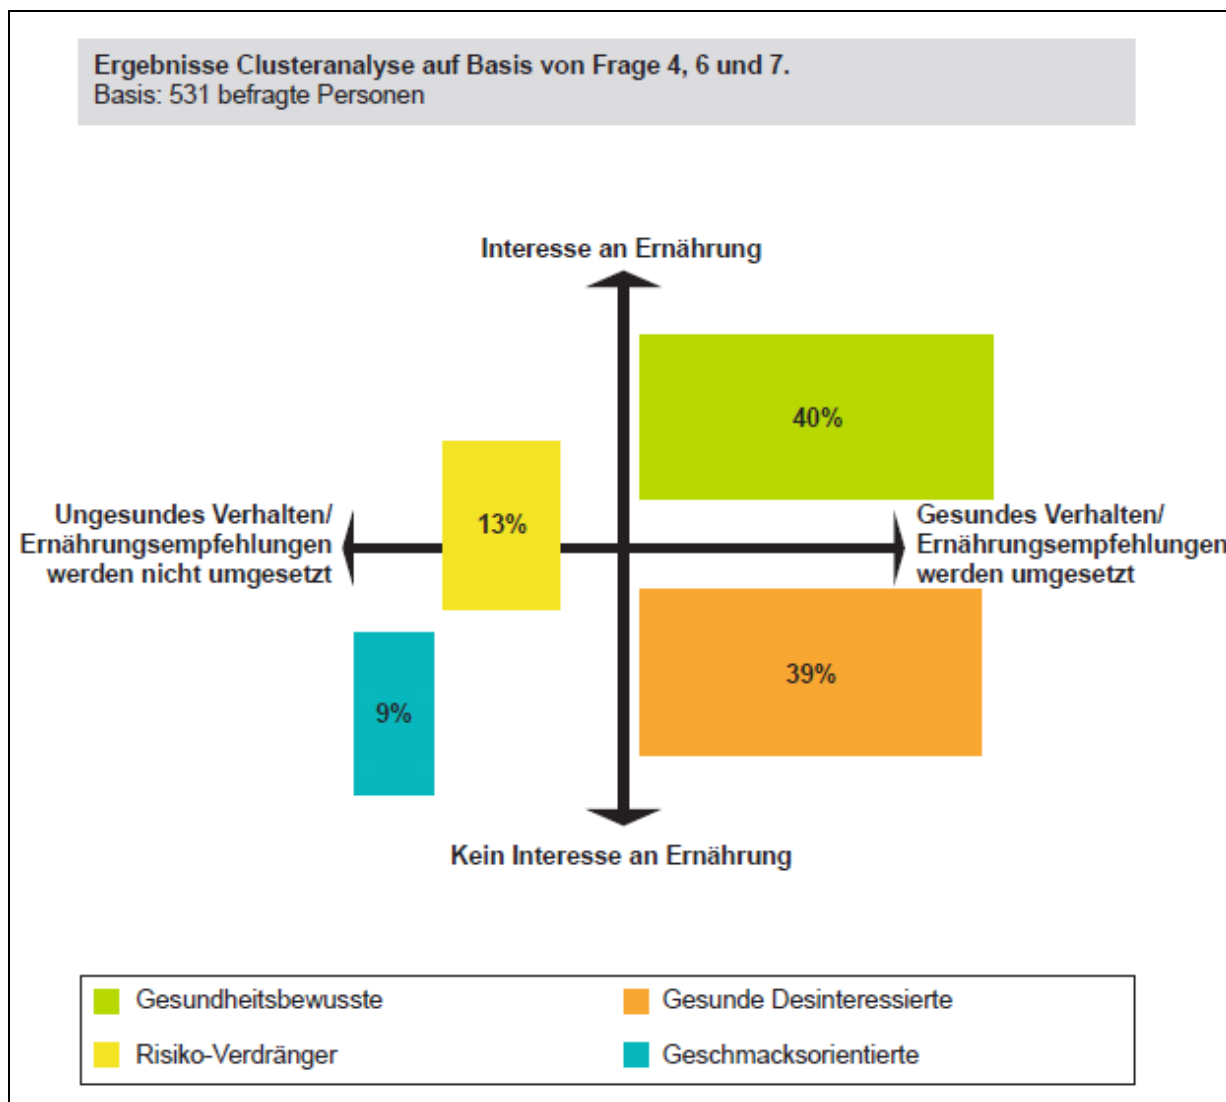 Ergebnisse Clusteranalyse auf Basis von Frage 4, 6 und 7.
Basis: 531 befragte Personen
Interesse an Ernährung
40%
Ungesundes Verhalten/
Ernährungsempfehlungen
werden nicht umgesetzt
13%
Gesundes Verhalten/
Ernährungsempfehlungen
werden umgesetzt
39%
9%
Kein Interesse an Ernährung
Gesundheitsbewusste
Gesunde Desinteressierte
Risiko-Verdränger
Geschmacksorientierte